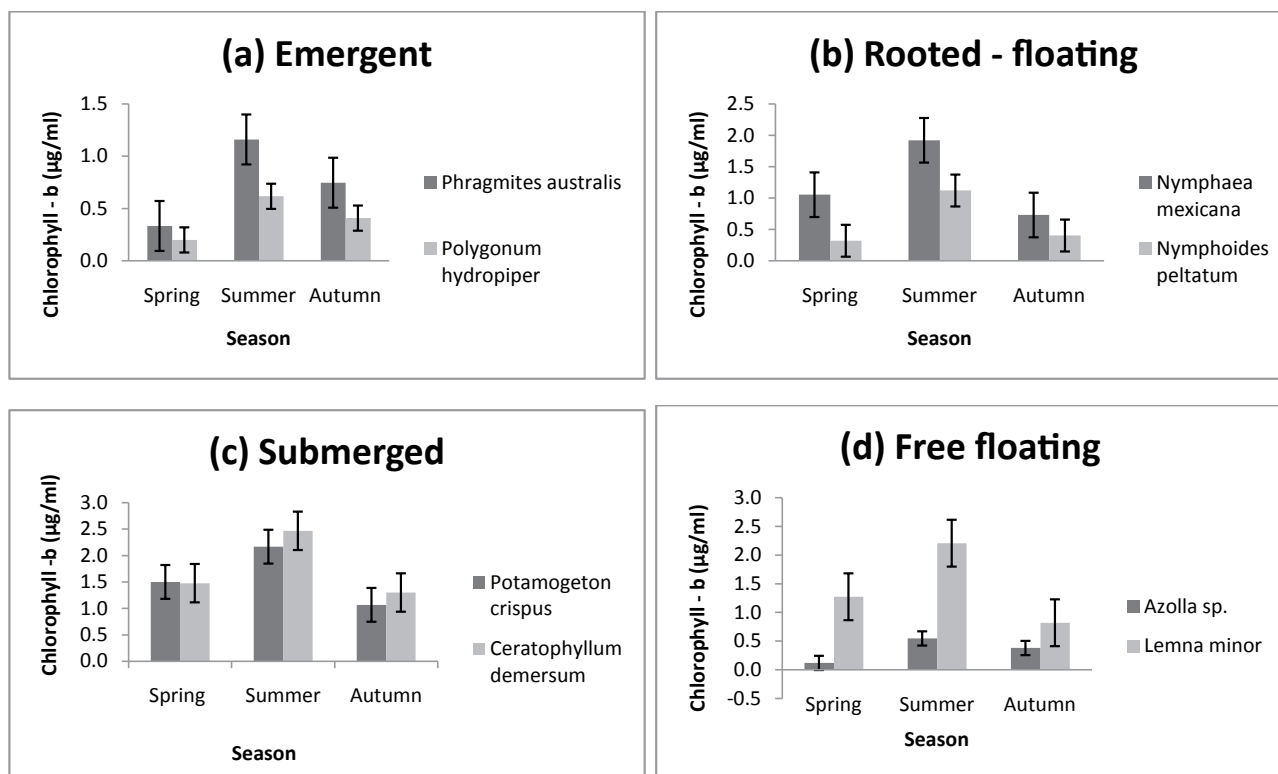 (a) Emergent
Chlorophyll - b (µg/ml)
1.5
1.0
0.5
0.0
Spring Summer Autumn
Season
Phragmites australis
Polygonum
hydropiper
(b) Rooted - floating
Chlorophyll - b (µg/ml)
2.5
2.0
1.5
1.0
0.5
0.0
Spring Summer Autumn
Season
Nymphaea
mexicana
Nymphoides
peltatum
(c) Submerged
Chlorophyll -b (µg/ml)
3.0
2.5
2.0
1.5
1.0
0.5
0.0
Spring Summer Autumn
Season
Potamogeton
crispus
Ceratophyllum
demersum
(d) Free floating
Chlorophyll - b (µg/ml)
3.0
2.5
2.0
1.5
1.0
0.5
0.0
-0.5
Spring Summer Autumn
Season
Azolla sp.
Lemna minor